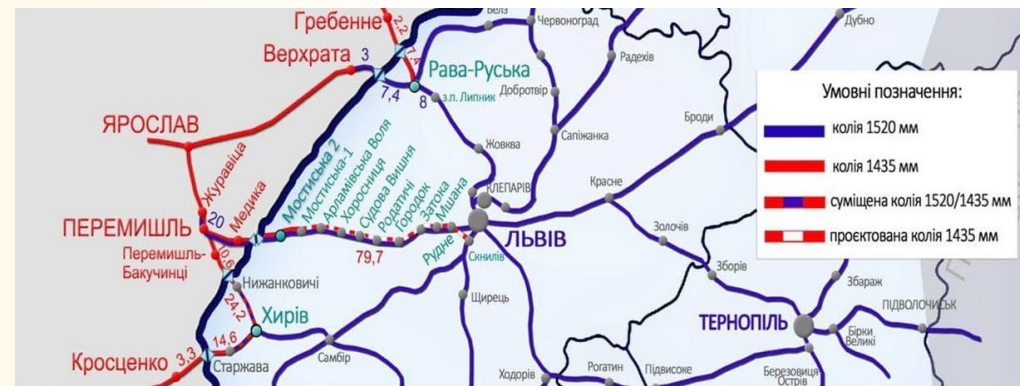 Гребенне
2,2
7,4
Белз
Червоноград
Дубно
Верхрата
3
7,4
Рава-Руська
8
з.п. Липник
Радехів
Добротвір
Умовні позначення:
колія 1520 мм
колія 1435 мм
суміщена колія 1520/1435 мм
проєктована колія 1435 мм
ЯРОСЛАВ
Броди
Сапіжанка
Жовква
КЛЕПАРІВ
Красне
Журавіца
Медика
20
ПЕРЕМИШЛЬ
Перемишль-
Бакучинці
10,6
Мостиська 2
Мостиська-1
Арламівська Воля
Хоросниця
Судова Вишня
Родатичі
Городок
Затока
Мшана
Рудне
79,7
ЛЬВІВ
Скнилів
Золочів
Зборів
Збараж
Нижанковичі
24,2
Хирів
14,6
Щирець
ТЕРНОПІЛЬ
ПІДВОЛОЧИСЬК
Бірки
Великі
Кросценко
3,3
Старжава
Самбір
Ходорів
Рогатин
Підвисоке
Березовиця
Острів